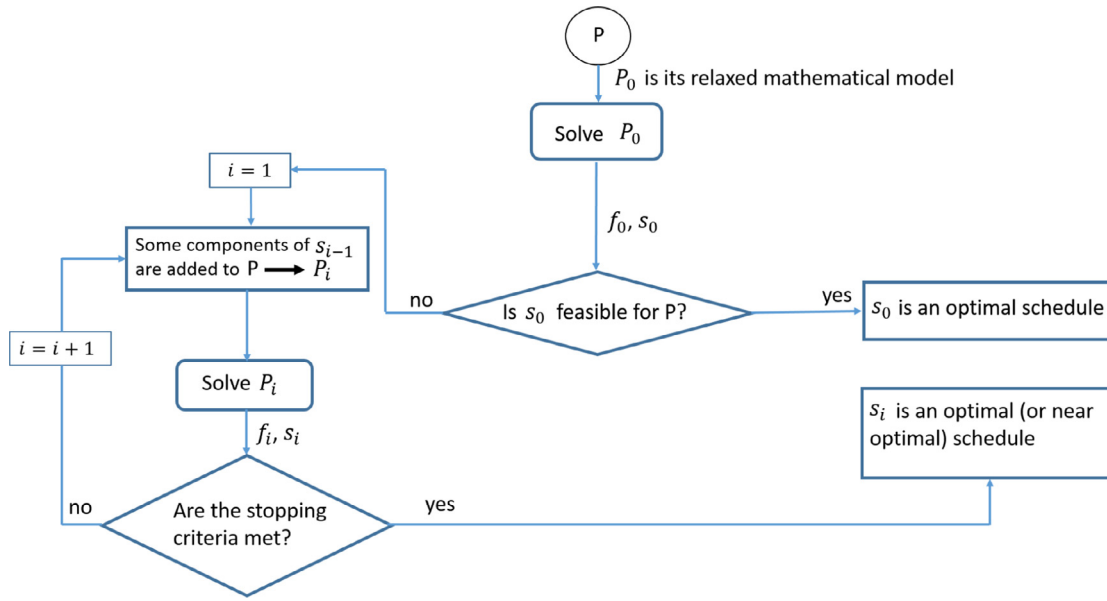 P
P₀ is its relaxed mathematical model
Solve P₀
i = 1
f₀, s₀
Some components of sᵢ₋₁
are added to P → Pᵢ
no
Is s₀ feasible for P?
yes
s₀ is an optimal schedule
i = i + 1
Solve Pᵢ
sᵢ is an optimal (or near
optimal) schedule
fᵢ, sᵢ
no
Are the stopping
criteria met?
yes